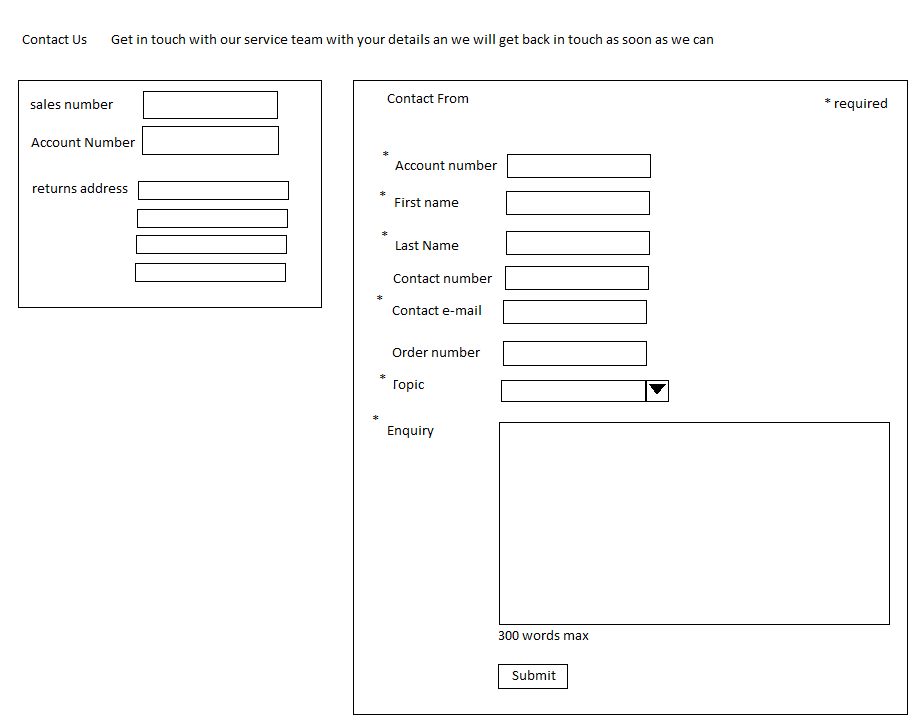 Contact Us Get in touch with our service team with your details an we will get back in touch as soon as we can
sales number
Account Number
returns address
Contact From
* required
* Account number
* First name
* Last Name
Contact number
* Contact e-mail
Order number
* Topic
* Enquiry
300 words max
Submit